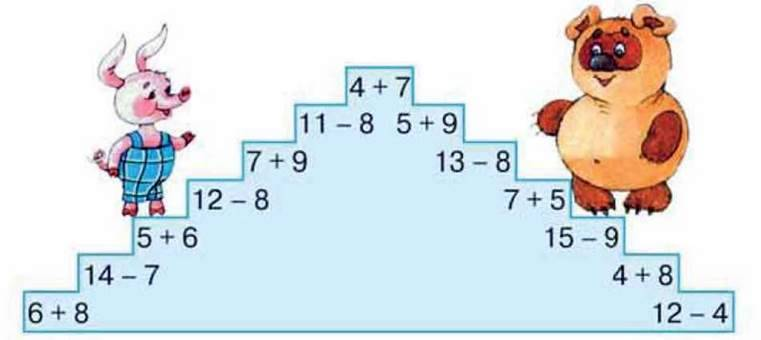 4 + 7
11 – 8 5 + 9
7 + 9 13 – 8
12 – 8 7 + 5
5 + 6 15 – 9
14 – 7 4 + 8
6 + 8 12 – 4